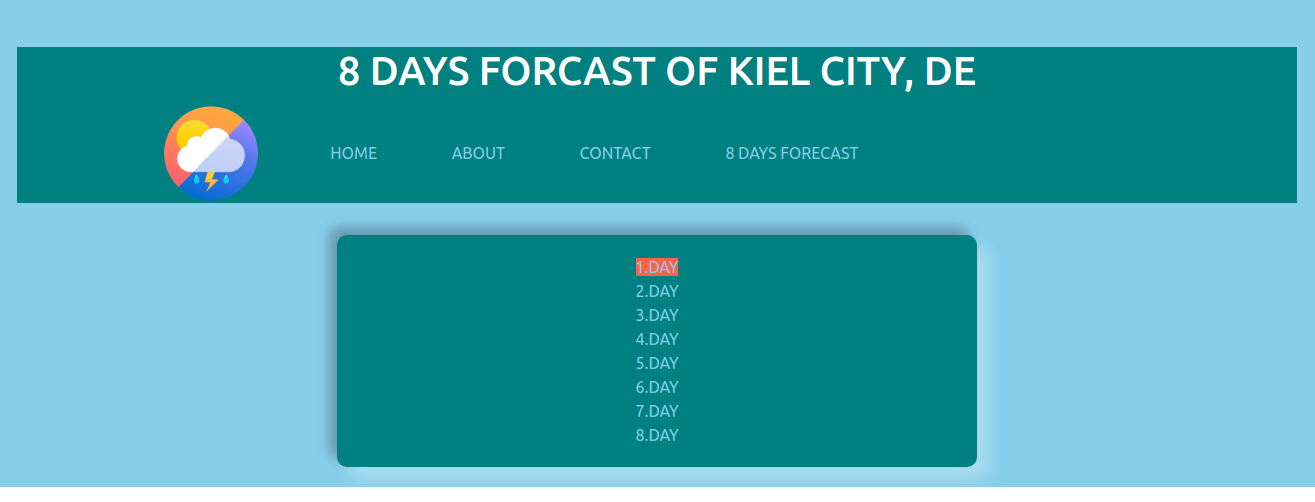 8 DAYS FORCAST OF KIEL CITY, DE
HOME ABOUT CONTACT 8 DAYS FORECAST
1.DAY
2.DAY
3.DAY
4.DAY
5.DAY
6.DAY
7.DAY
8.DAY